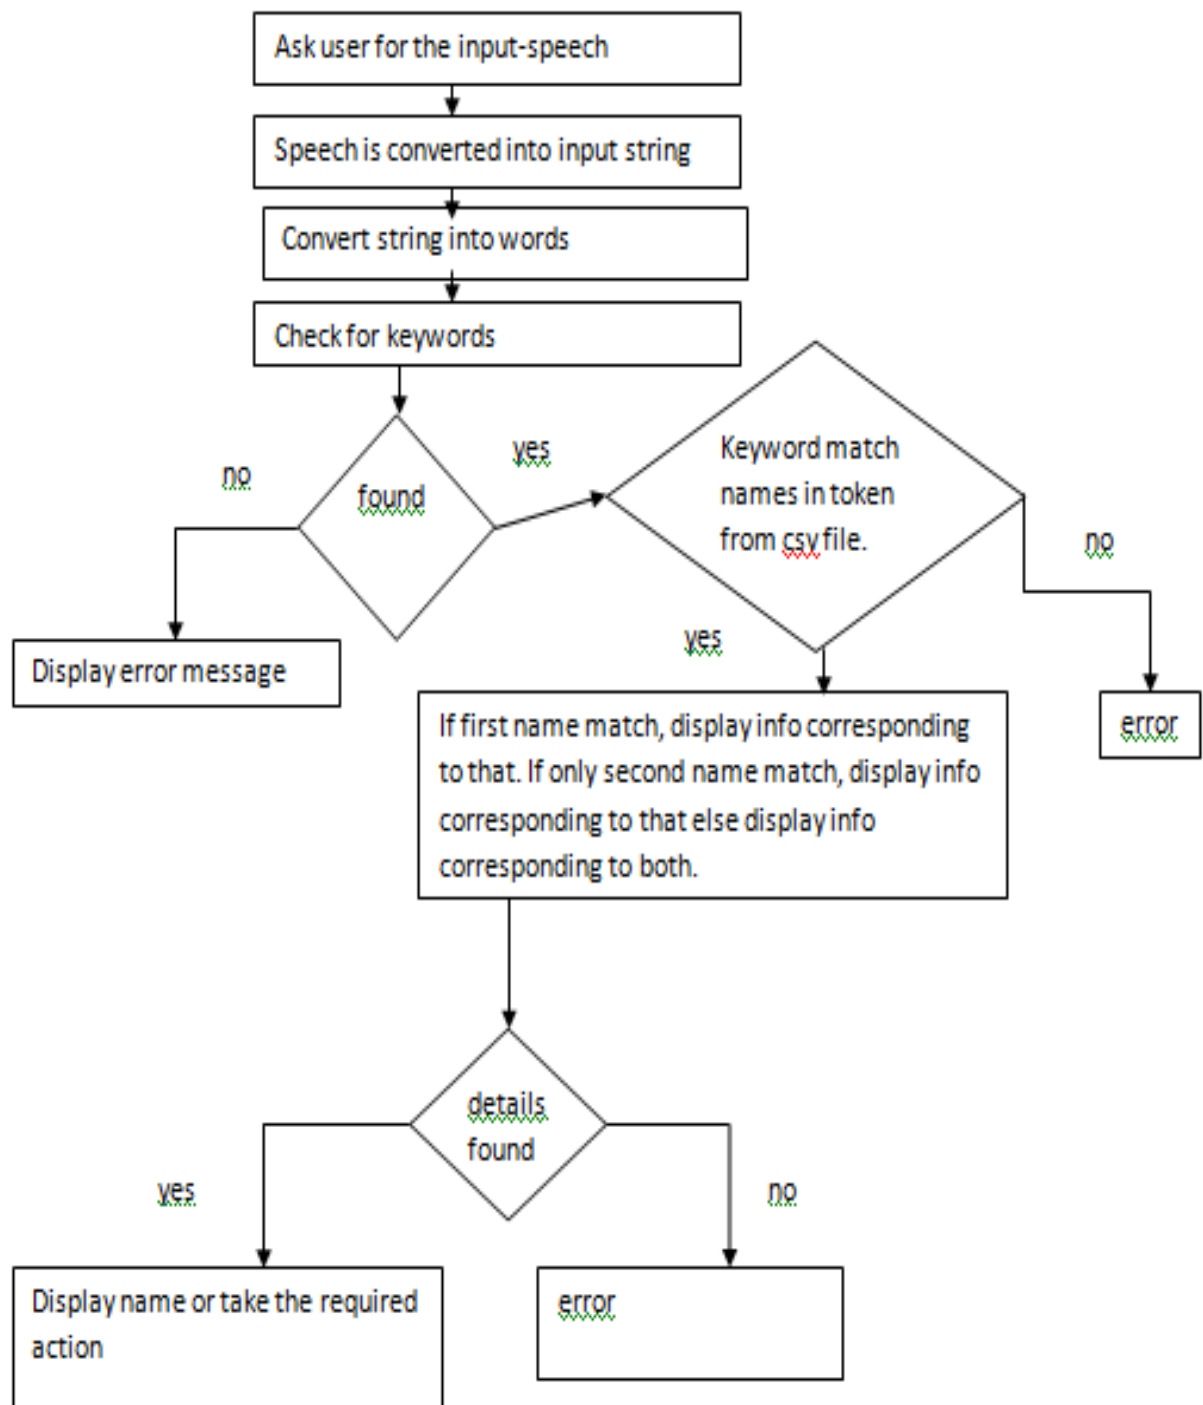 Ask user for the input-speech
Speech is converted into input string
Convert string into words
Check for keywords
no
found
yes
Keyword match
names in token
from csv file.
no
Display error message
yes
If first name match, display info corresponding
to that. If only second name match, display info
corresponding to that else display info
corresponding to both.
error
details
found
yes
no
Display name or take the required
action
error